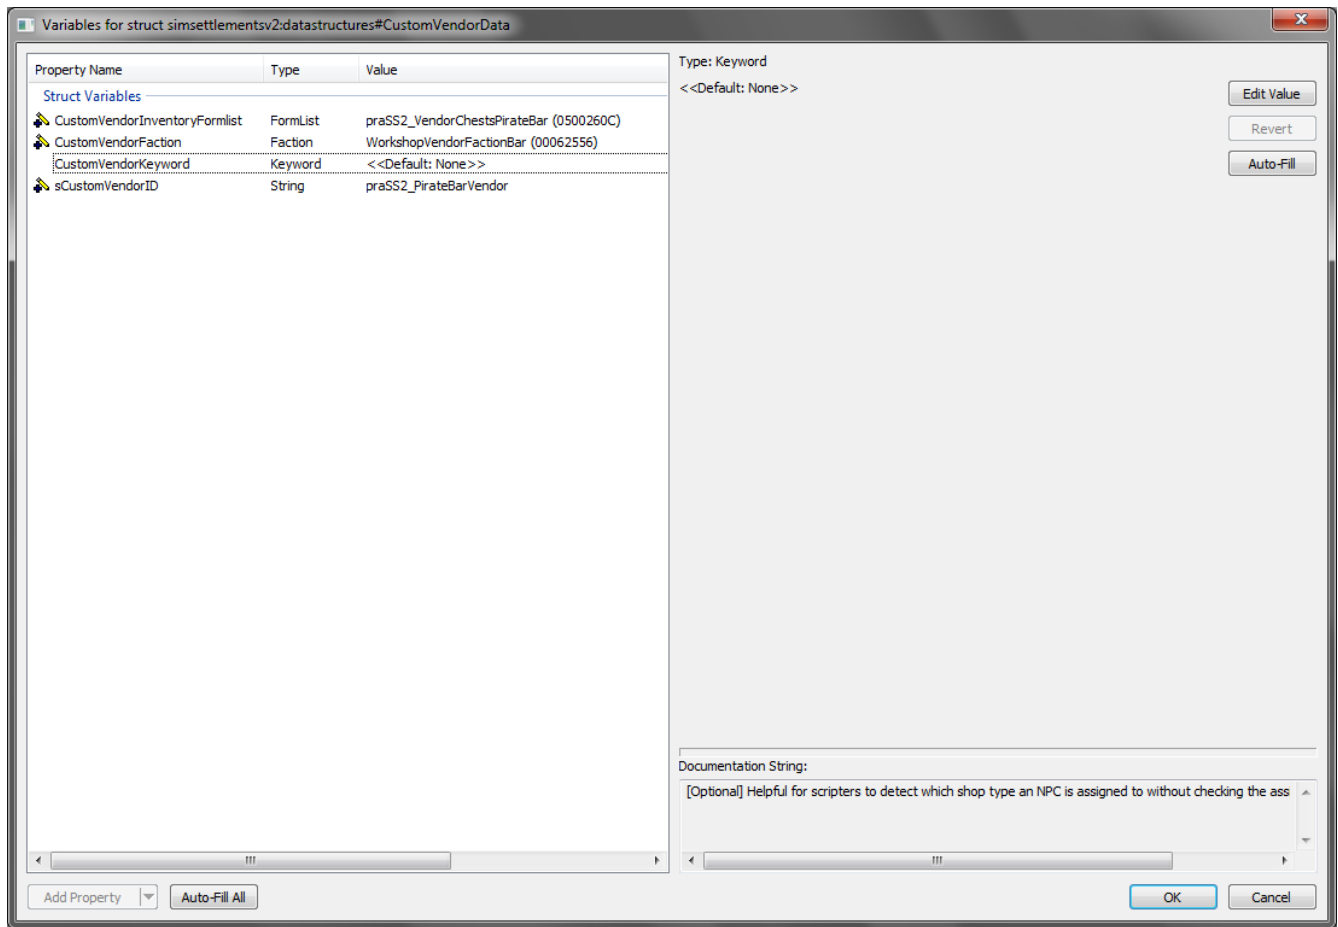 Variables for struct simsettlementsv2:datastructures#CustomVendorData
Property Name Type Value
Struct Variables
CustomVendorInventoryFormlist FormList praSS2_VendorChestsPirateBar (0500260C)
CustomVendorFaction Faction WorkshopVendorFactionBar (00062556)
CustomVendorKeyword Keyword <<Default: None>>
sCustomVendorID String praSS2_PirateBarVendor
Type: Keyword
<<Default: None>>
Edit Value
Revert
Auto-Fill
Documentation String:
[Optional] Helpful for scripters to detect which shop type an NPC is assigned to without checking the ass
Add Property
Auto-Fill All
OK
Cancel